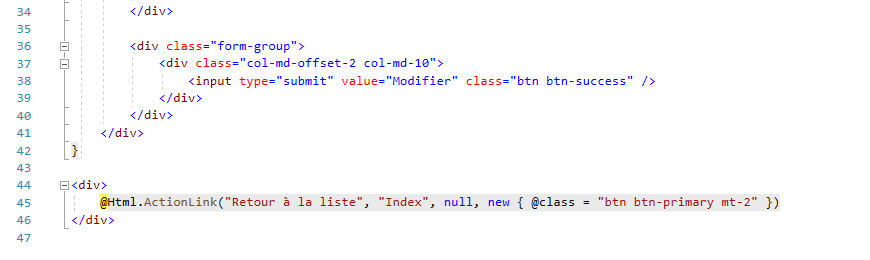 34 </div>
35
36 <div class="form-group">
37 <div class="col-md-offset-2 col-md-10">
38 <input type="submit" value="Modifier" class="btn btn-success" />
39 </div>
40 </div>
41 </div>
42 }
43
44 <div>
45 @Html.ActionLink("Retour à la liste", "Index", null, new { @class = "btn btn-primary mt-2" })
46 </div>
47